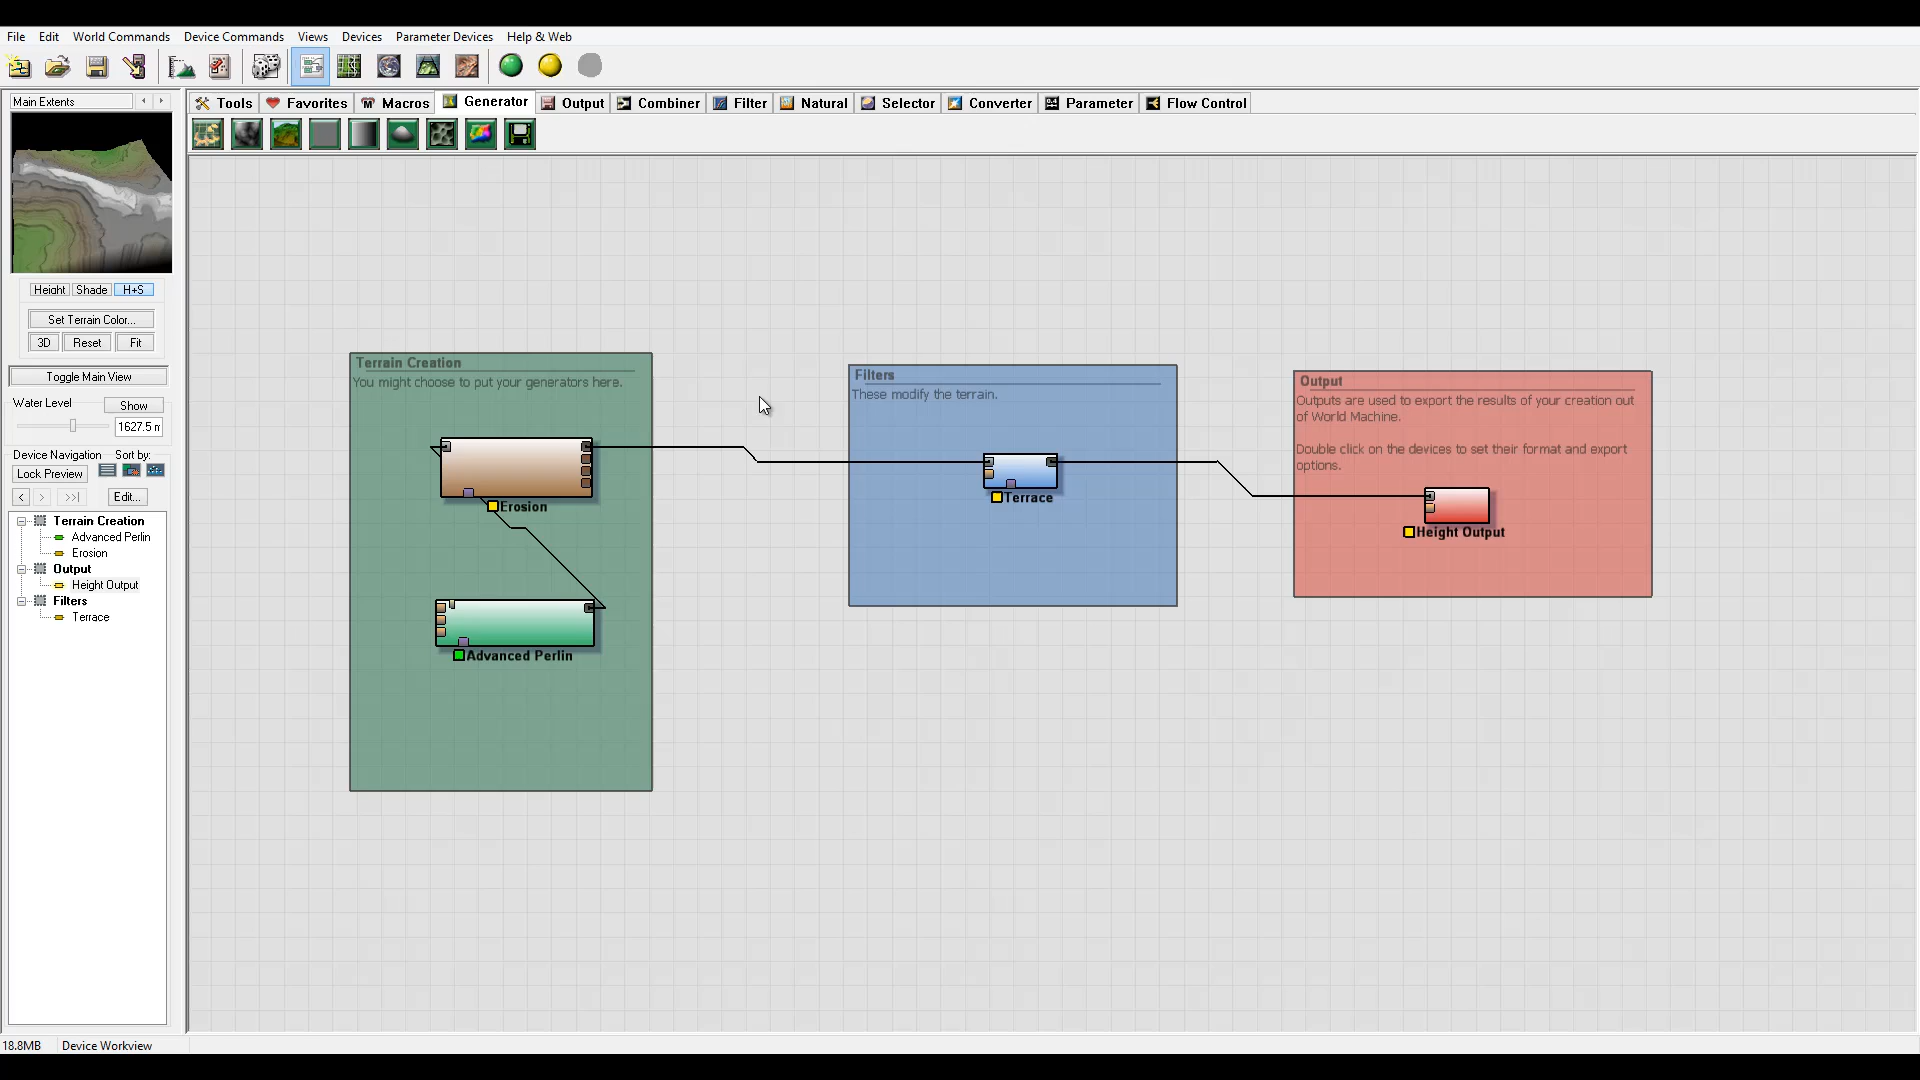 File Edit World Commands Device Commands Views Devices Parameter Devices Help & Web
Main Extents
Tools Favorites Macros Generator Output Combiner Filter Natural Selector Converter Parameter Flow Control
Height Shade H+S
Set Terrain Color...
3D Reset Fit
Toggle Main View
Water Level Show
1627.5 m
Device Navigation Sort by:
Lock Preview
< > >>| Edit...
Terrain Creation
Advanced Perlin
Erosion
Output
Height Output
Filters
Terrace
Terrain Creation
You might choose to put your generators here.
Erosion
Advanced Perlin
Filters
These modify the terrain.
Terrace
Output
Outputs are used to export the results of your creation out
of World Machine.
Double click on the devices to set their format and export
options.
Height Output
18.8MB Device Workview